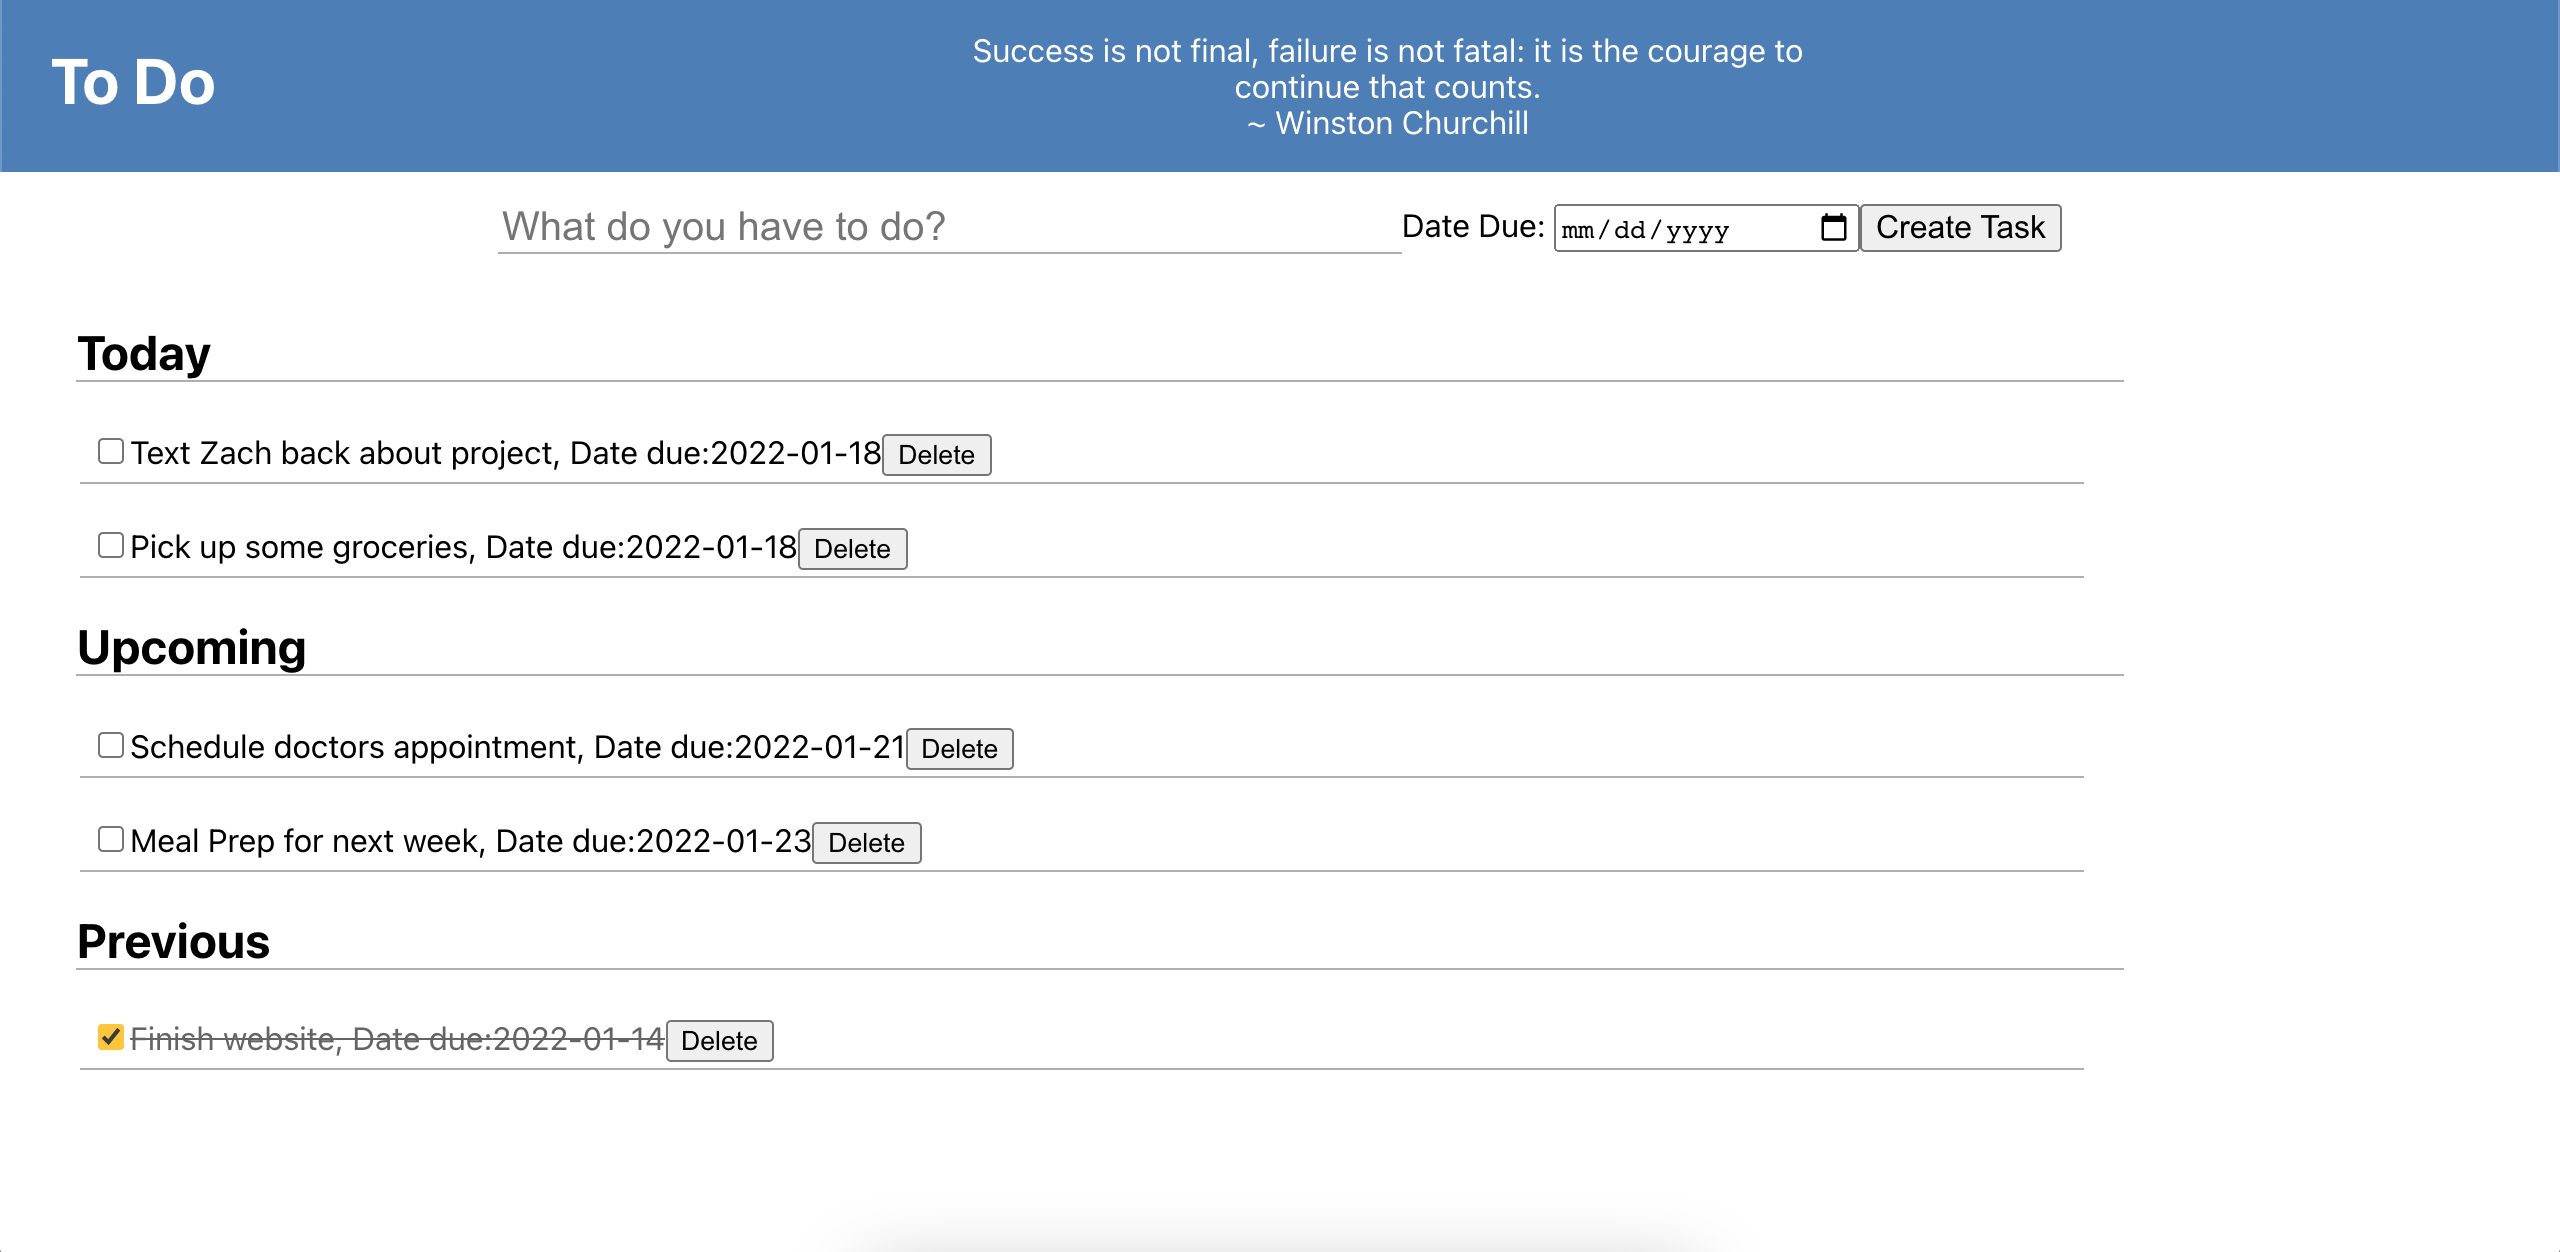 To Do
Success is not final, failure is not fatal: it is the courage to
continue that counts.
~ Winston Churchill
What do you have to do? Date Due: mm/dd/yyyy Create Task
Today
Text Zach back about project, Date due:2022-01-18 Delete
Pick up some groceries, Date due:2022-01-18 Delete
Upcoming
Schedule doctors appointment, Date due:2022-01-21 Delete
Meal Prep for next week, Date due:2022-01-23 Delete
Previous
Finish website, Date due:2022-01-14 Delete